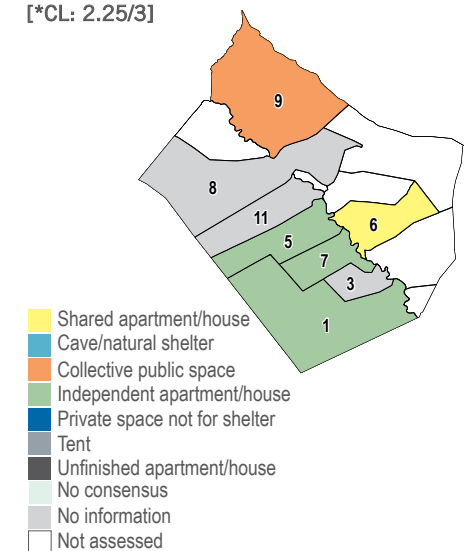 [*CL: 2.25/3]
9
8
11
6
5
7
3
1
Shared apartment/house
Cave/natural shelter
Collective public space
Independent apartment/house
Private space not for shelter
Tent
Unfinished apartment/house
No consensus
No information
Not assessed